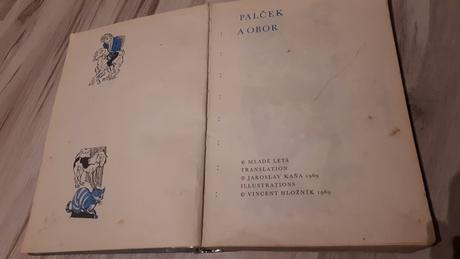 PALČEK
A OBOR
© MLADÉ LETÁ
TRANSLATION
© JAROSLAV KAŇA 1969
ILLUSTRATIONS
© VINCENT HLOŽNÍK 1969